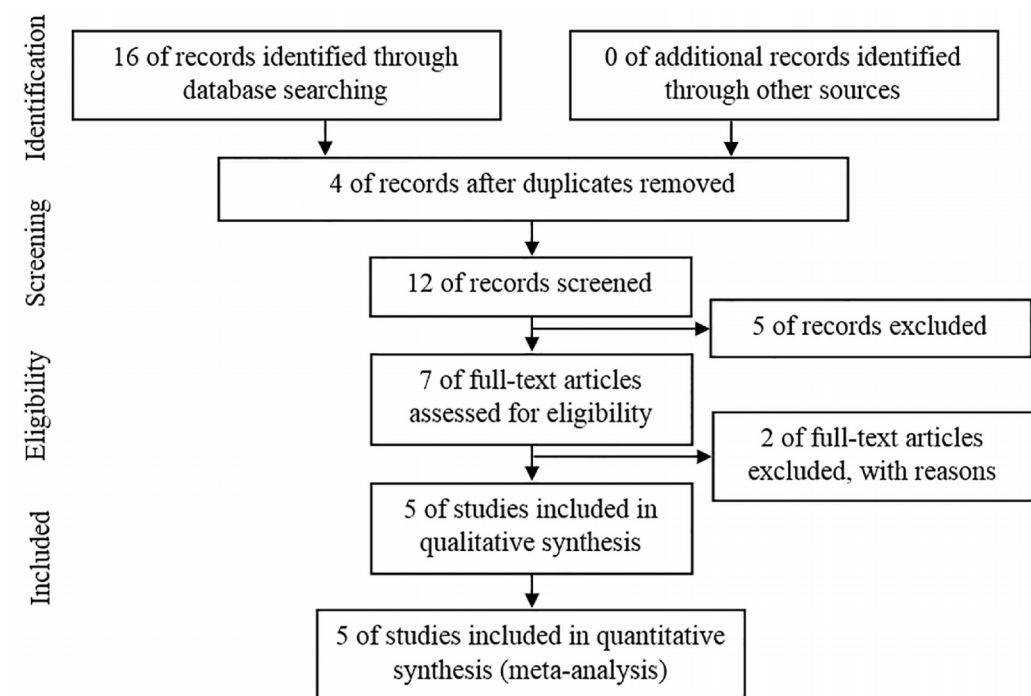 Identification
16 of records identified through
database searching
0 of additional records identified
through other sources
4 of records after duplicates removed
Screening
12 of records screened
5 of records excluded
Eligibility
7 of full-text articles
assessed for eligibility
2 of full-text articles
excluded, with reasons
Included
5 of studies included in
qualitative synthesis
5 of studies included in quantitative
synthesis (meta-analysis)